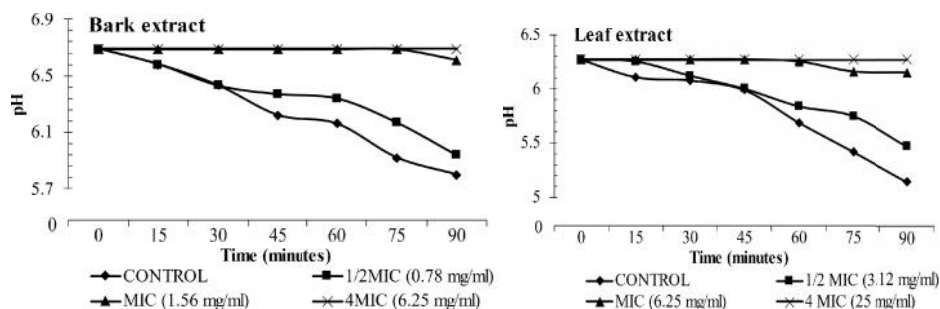 Bark extract
6.9
6.5
6.1
5.7
0
pH
0 15 30 45 60 75 90
Time (minutes)
CONTROL 1/2MIC (0.78 mg/ml)
MIC (1.56 mg/ml) 4MIC (6.25 mg/ml)
Leaf extract
6.5
6
5.5
5
0
pH
0 15 30 45 60 75 90
Time (minutes)
CONTROL 1/2 MIC (3.12 mg/ml)
MIC (6.25 mg/ml) 4 MIC (25 mg/ml)